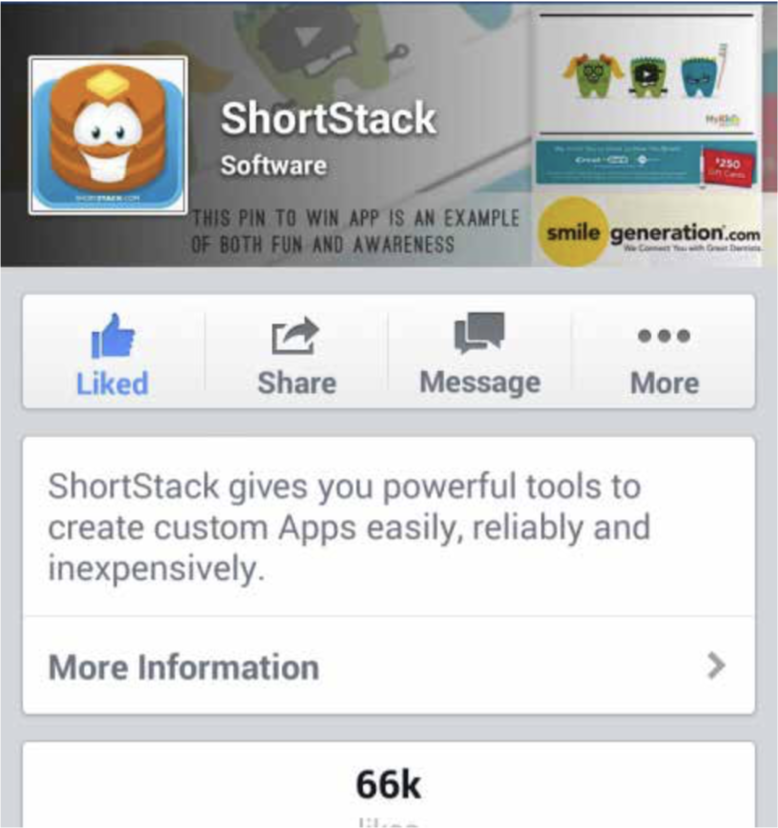 ShortStack
Software
THIS PIN TO WIN APP IS AN EXAMPLE
OF BOTH FUN AND AWARENESS
SHORTSTACK.COM
$250
Gift Cards
smile generation.com
We Connect You with Great Dentists
Liked
Share
Message
More
ShortStack gives you powerful tools to
create custom Apps easily, reliably and
inexpensively.
More Information
66k
likes